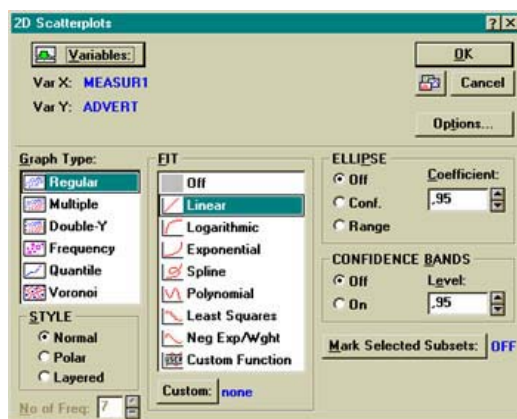 2D Scatterplots
? X
Variables:
OK
Var X: MEASUR1
Cancel
Var Y: ADVERT
Options...
Graph Type:
Regular
Multiple
Double-Y
Frequency
Quantile
Voronoi
STYLE
Normal
Polar
Layered
No of Freq: 7
FIT
Off
Linear
Logarithmic
Exponential
Spline
Polynomial
Least Squares
Neg Exp/Wght
Custom Function
Custom: none
ELLIPSE
Off
Conf.
Range
Coefficient:
,95
CONFIDENCE BANDS
Off
On
Level:
,95
Mark Selected Subsets: OFF